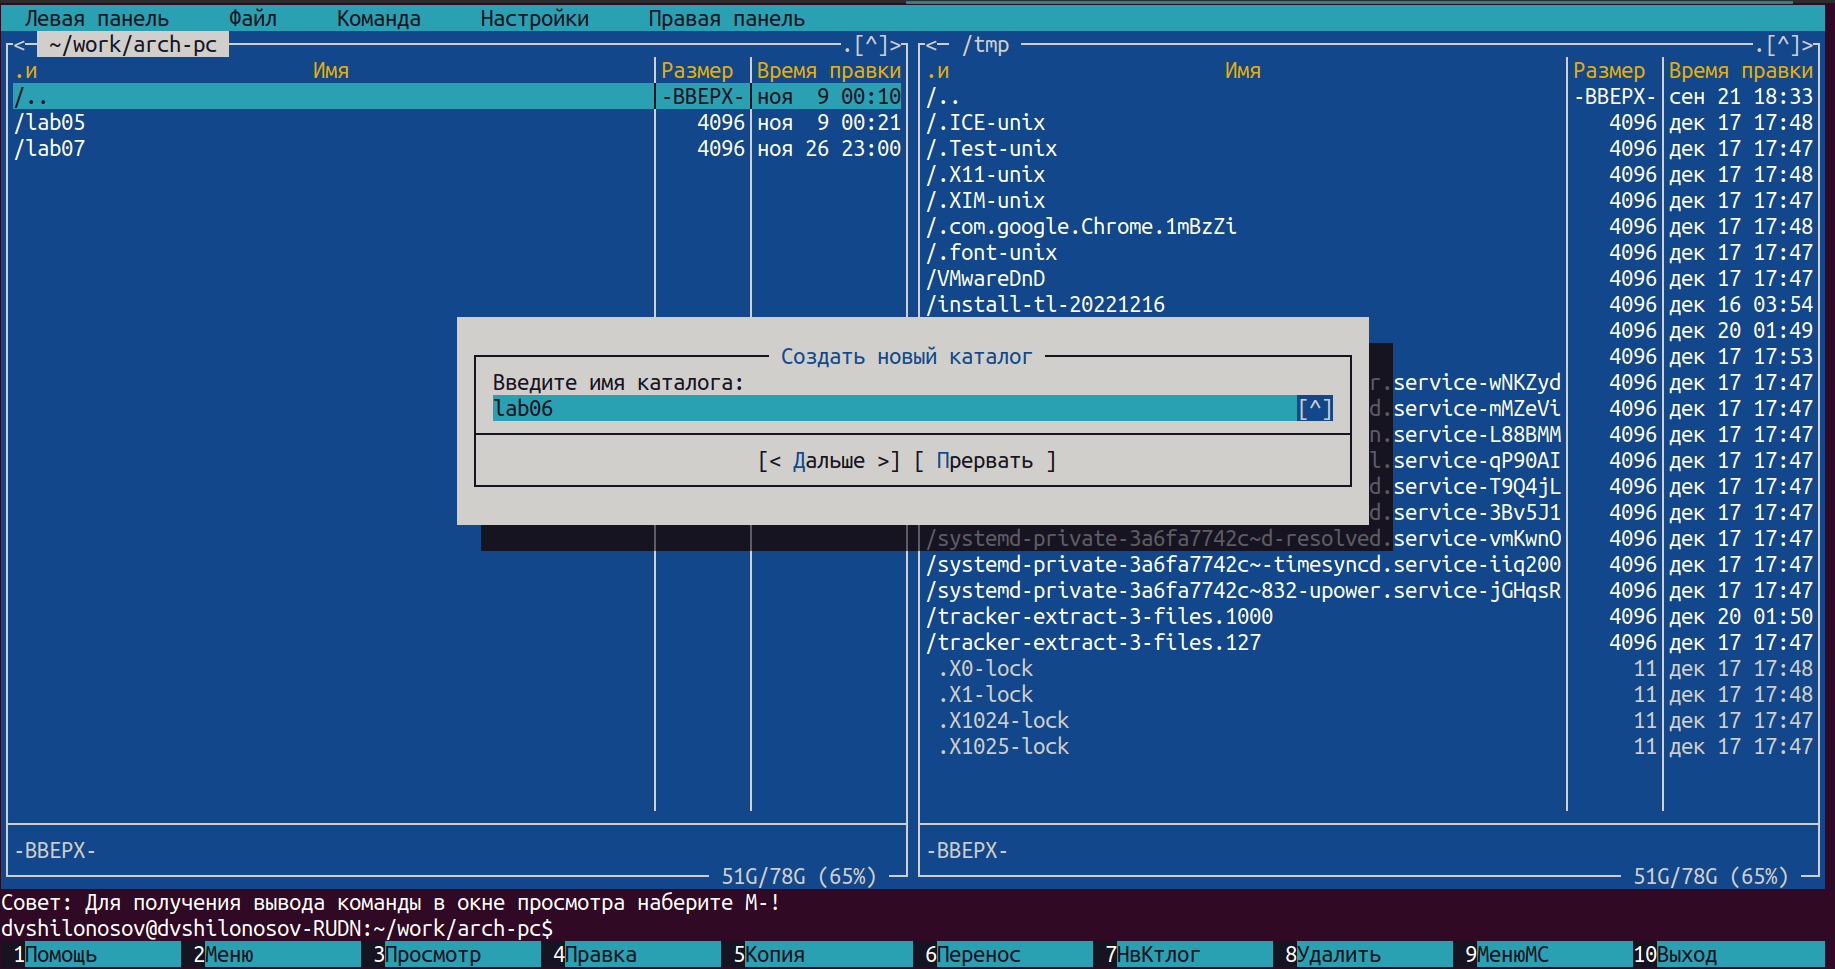 Левая панель Файл Команда Настройки Правая панель
<─ ~/work/arch-pc .[^]> <─ /tmp .[^]>
.и Имя Размер Время правки .и Имя Размер Время правки
/.. -ВВЕРХ- ноя 9 00:10 /.. -ВВЕРХ- сен 21 18:33
/lab05 4096 ноя 9 00:21 /.ICE-unix 4096 дек 17 17:48
/lab07 4096 ноя 26 23:00 /.Test-unix 4096 дек 17 17:47
/.X11-unix 4096 дек 17 17:48
/.XIM-unix 4096 дек 17 17:47
/.com.google.Chrome.1mBzZi 4096 дек 17 17:48
/.font-unix 4096 дек 17 17:47
/VMwareDnD 4096 дек 17 17:47
/install-tl-20221216 4096 дек 16 03:54
4096 дек 20 01:49
Создать новый каталог 4096 дек 17 17:53
Введите имя каталога: r.service-wNKZyd 4096 дек 17 17:47
lab06 [^] d.service-mMZeVi 4096 дек 17 17:47
n.service-L88BMM 4096 дек 17 17:47
[< Дальше >] [ Прервать ] l.service-qP90AI 4096 дек 17 17:47
d.service-T9Q4jL 4096 дек 17 17:47
d.service-3Bv5J1 4096 дек 17 17:47
/systemd-private-3a6fa7742c~d-resolved.service-vmKwnO 4096 дек 17 17:47
/systemd-private-3a6fa7742c~-timesyncd.service-iiq200 4096 дек 17 17:47
/systemd-private-3a6fa7742c~832-upower.service-jGHqsR 4096 дек 17 17:47
/tracker-extract-3-files.1000 4096 дек 20 01:50
/tracker-extract-3-files.127 4096 дек 17 17:47
.X0-lock 11 дек 17 17:48
.X1-lock 11 дек 17 17:48
.X1024-lock 11 дек 17 17:47
.X1025-lock 11 дек 17 17:47
-ВВЕРХ- -ВВЕРХ-
51G/78G (65%) 51G/78G (65%)
Совет: Для получения вывода команды в окне просмотра наберите M-!
dvshilonosov@dvshilonosov-RUDN:~/work/arch-pc$
1Помощь 2Меню 3Просмотр 4Правка 5Копия 6Перенос 7НвКтлог 8Удалить 9МенюМС 10Выход